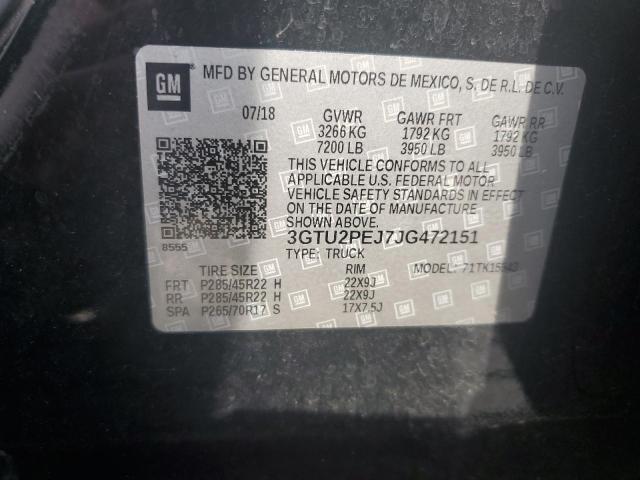 GM
MFD BY GENERAL MOTORS DE MEXICO, S. DE R.L. DE C.V.
07/18 GVWR GAWR FRT GAWR RR
3266 KG 1792 KG 1792 KG
7200 LB 3950 LB 3950 LB
THIS VEHICLE CONFORMS TO ALL
APPLICABLE U.S. FEDERAL MOTOR
VEHICLE SAFETY STANDARDS IN EFFECT
ON THE DATE OF MANUFACTURE
SHOWN ABOVE.
8555 3GTU2PEJ7JG472151
TYPE: TRUCK MODEL: 71TK15543
TIRE SIZE RIM
FRT P285/45R22 H 22X9J
RR P285/45R22 H 22X9J
SPA P265/70R17 S 17X7.5J